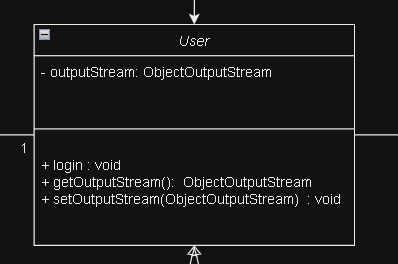 User
- outputStream: ObjectOutputStream
1
+ login : void
+ getOutputStream():  ObjectOutputStream
+ setOutputStream(ObjectOutputStream)  : void